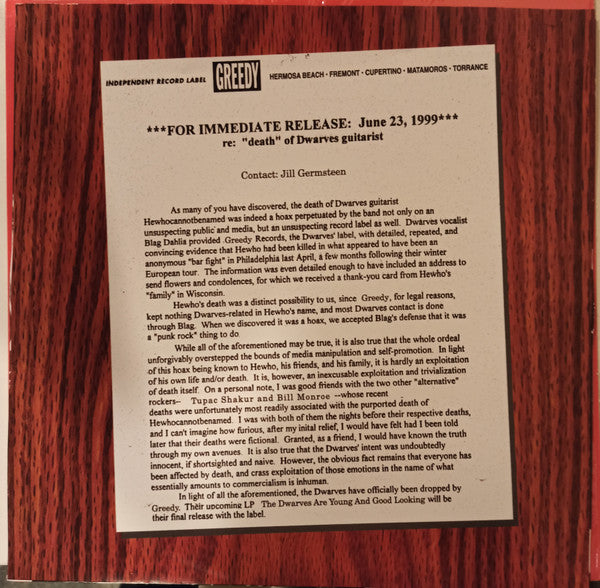 INDEPENDENT RECORD LABEL GREEDY HERMOSA BEACH · FREMONT · CUPERTINO · MATAMOROS · TORRANCE
***FOR IMMEDIATE RELEASE: June 23, 1999***
re: "death" of Dwarves guitarist
Contact: Jill Germsteen
As many of you have discovered, the death of Dwarves guitarist
Hewhocannotbenamed was indeed a hoax perpetuated by the band not only on an
unsuspecting public and media, but an unsuspecting record label as well. Dwarves vocalist
Blag Dahlia provided .Greedy Records, the Dwarves' label, with detailed, repeated, and
convincing evidence that Hewho had been killed in what appeared to have been an
anonymous "bar fight" in Philadelphia last April, a few months following their winter
European tour. The information was even detailed enough to have included an address to
send flowers and condolences, for which we received a thank-you card from Hewho's
"family" in Wisconsin.
Hewho's death was a distinct possibility to us, since Greedy, for legal reasons,
kept nothing Dwarves-related in Hewho's name, and most Dwarves contact is done
through Blag. When we discovered it was a hoax, we accepted Blag's defense that it was
a "punk rock" thing to do
While all of the aforementioned may be true, it is also true that the whole ordeal
unforgivably overstepped the bounds of media manipulation and self-promotion. In light
of this hoax being known to Hewho, his friends, and his family, it is hardly an exploitation
of his own life and/or death. It is, however, an inexcusable exploitation and trivialization
of death itself. On a personal note, I was good friends with the two other "alternative"
rockers-- Tupac Shakur and Bill Monroe --whose recent
deaths were unfortunately most readily associated with the purported death of
Hewhocannotbenamed. I was with both of them the nights before their respective deaths,
and I can't imagine how furious, after my inital relief, I would have felt had I been told
later that their deaths were fictional. Granted, as a friend, I would have known the truth
through my own avenues. It is also true that the Dwarves' intent was undoubtedly
innocent, if shortsighted and naive. However, the obvious fact remains that everyone has
been affected by death, and crass exploitation of those emotions in the name of what
essentially amounts to commercialism is inhuman.
In light of all the aforementioned, the Dwarves have officially been dropped by
Greedy. Their upcoming LP The Dwarves Are Young And Good Looking will be
their final release with the label.